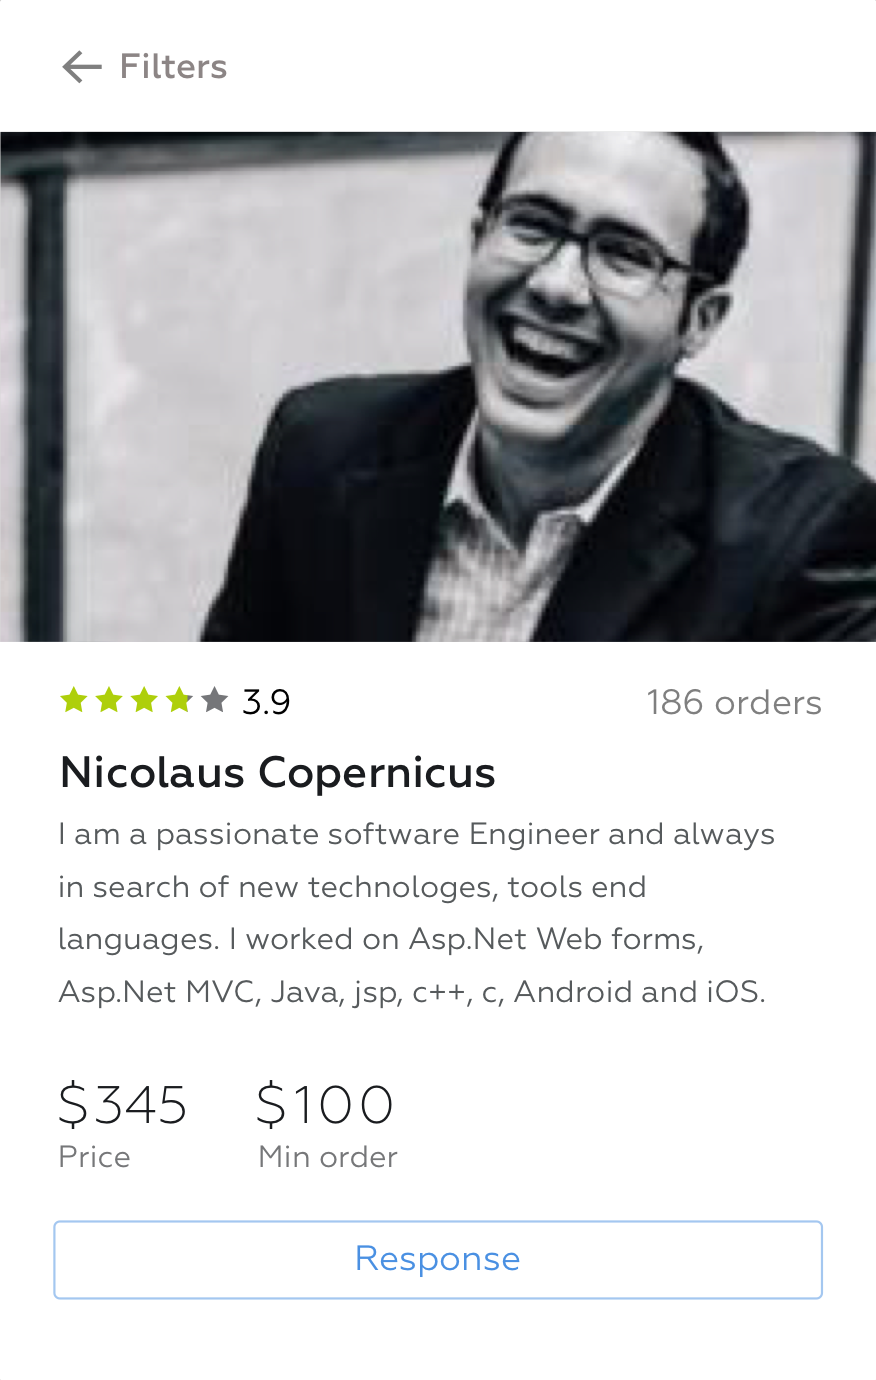 Filters
3.9
186 orders
Nicolaus Copernicus
I am a passionate software Engineer and always
in search of new technologes, tools end
languages. I worked on Asp.Net Web forms,
Asp.Net MVC, Java, jsp, c++, c, Android and iOS.
$345 $100
Price Min order
Response